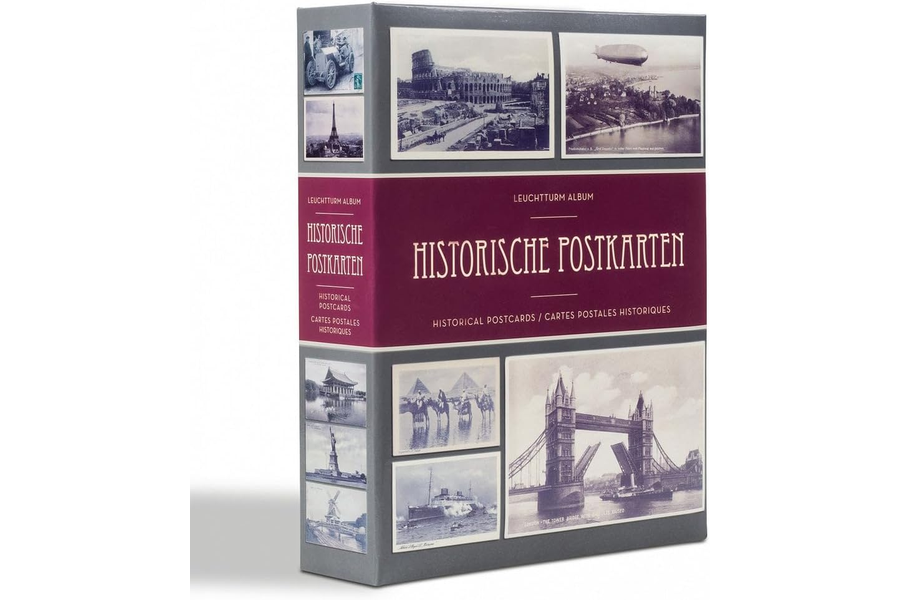 LEUCHTTURM ALBUM
HISTORISCHE
POSTKARTEN
HISTORICAL
POSTCARDS
CARTES POSTALES
HISTORIQUES
LEUCHTTURM ALBUM
HISTORISCHE POSTKARTEN
HISTORICAL POSTCARDS / CARTES POSTALES HISTORIQUES